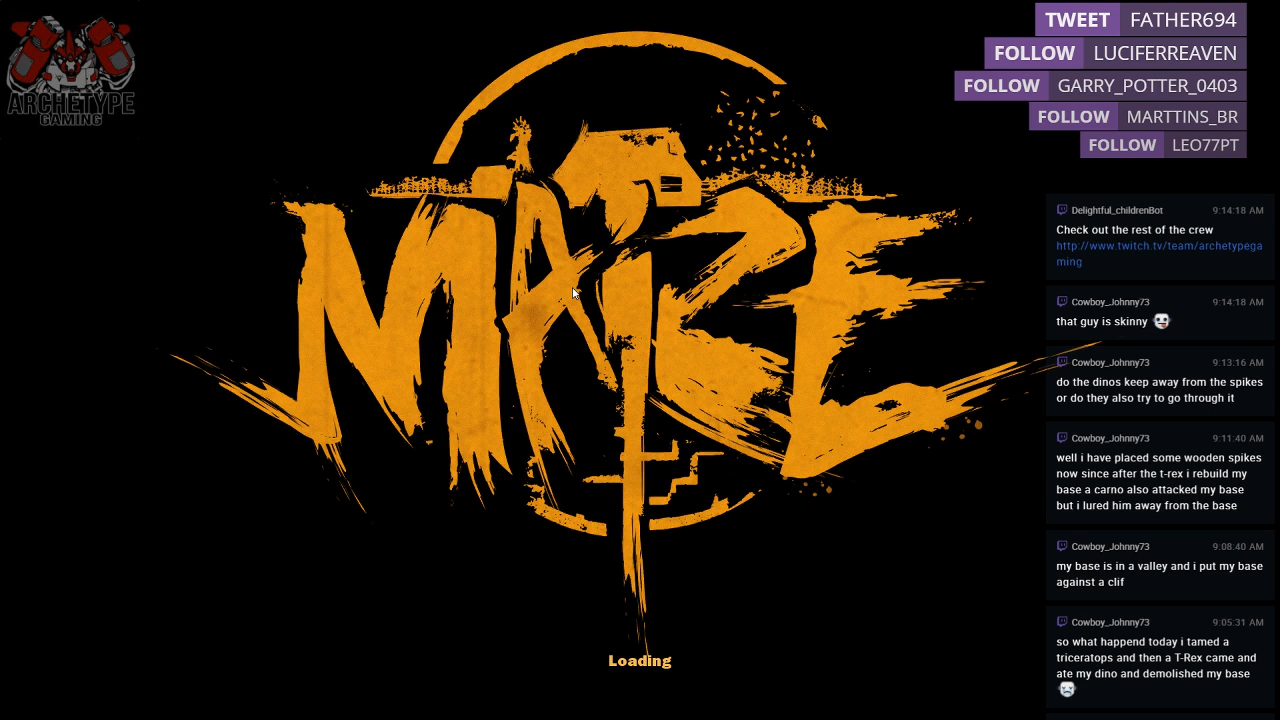 ARCHETYPE
GAMING
TWEET FATHER694
FOLLOW LUCIFERREAVEN
FOLLOW GARRY_POTTER_0403
FOLLOW MARTTINS_BR
FOLLOW LEO77PT
MAIZE
Loading
Delightful_childrenBot 9:14:18 AM
Check out the rest of the crew
http://www.twitch.tv/team/archetypega
ming
Cowboy_Johnny73 9:14:18 AM
that guy is skinny
Cowboy_Johnny73 9:13:16 AM
do the dinos keep away from the spikes
or do they also try to go through it
Cowboy_Johnny73 9:11:40 AM
well i have placed some wooden spikes
now since after the t-rex i rebuild my
base a carno also attacked my base
but i lured him away from the base
Cowboy_Johnny73 9:08:40 AM
my base is in a valley and i put my base
against a clif
Cowboy_Johnny73 9:05:31 AM
so what happend today i tamed a
triceratops and then a T-Rex came and
ate my dino and demolished my base